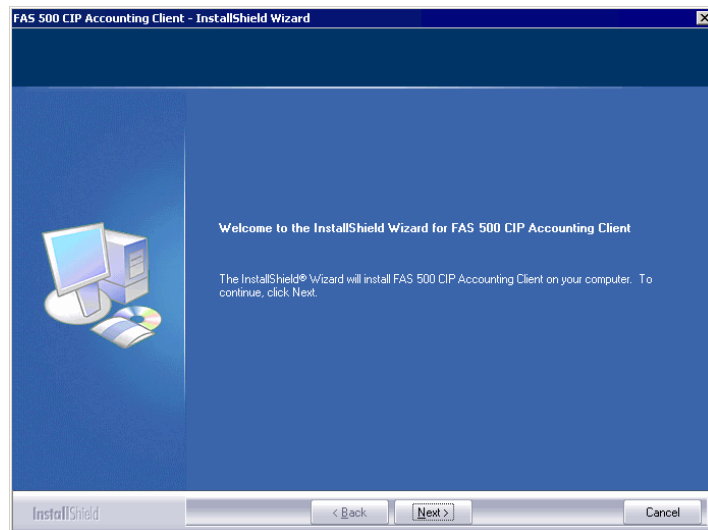 FAS 500 CIP Accounting Client - InstallShield Wizard
Welcome to the InstallShield Wizard for FAS 500 CIP Accounting Client
The InstallShield® Wizard will install FAS 500 CIP Accounting Client on your computer. To
continue, click Next.
InstallShield
< Back
Next >
Cancel